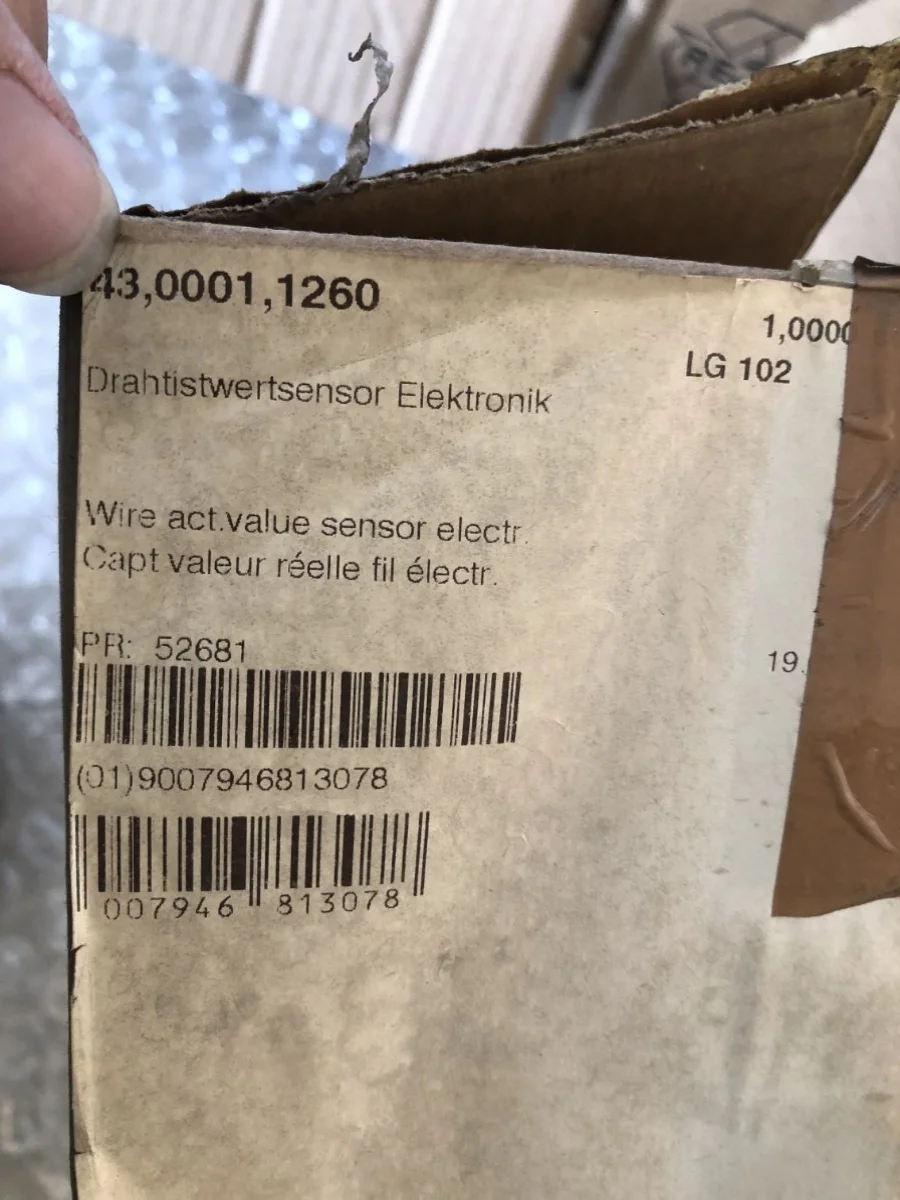 43,0001,1260
1,0000
LG 102
Drahtistwertsensor Elektronik
Wire act.value sensor electr.
Capt valeur réelle fil électr.
PR: 52681
19.
(01)9007946813078
007946 813078